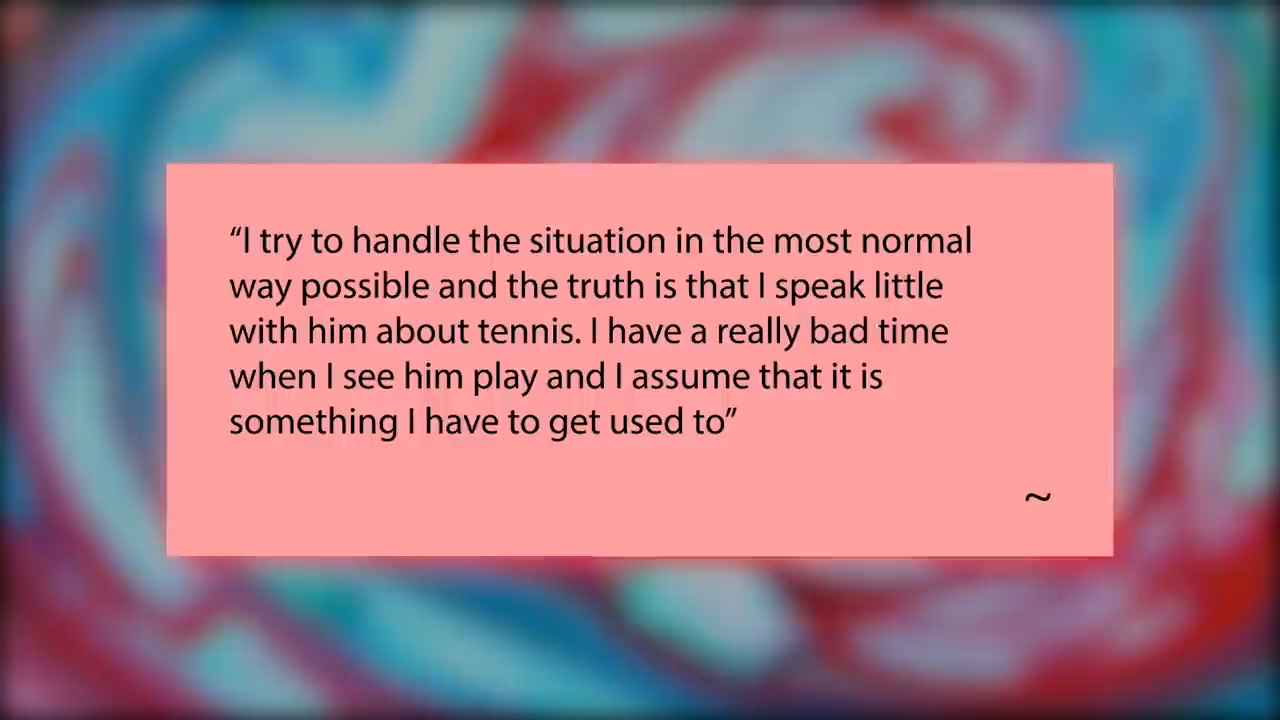 “I try to handle the situation in the most normal
way possible and the truth is that I speak little
with him about tennis. I have a really bad time
when I see him play and I assume that it is
something I have to get used to”
~